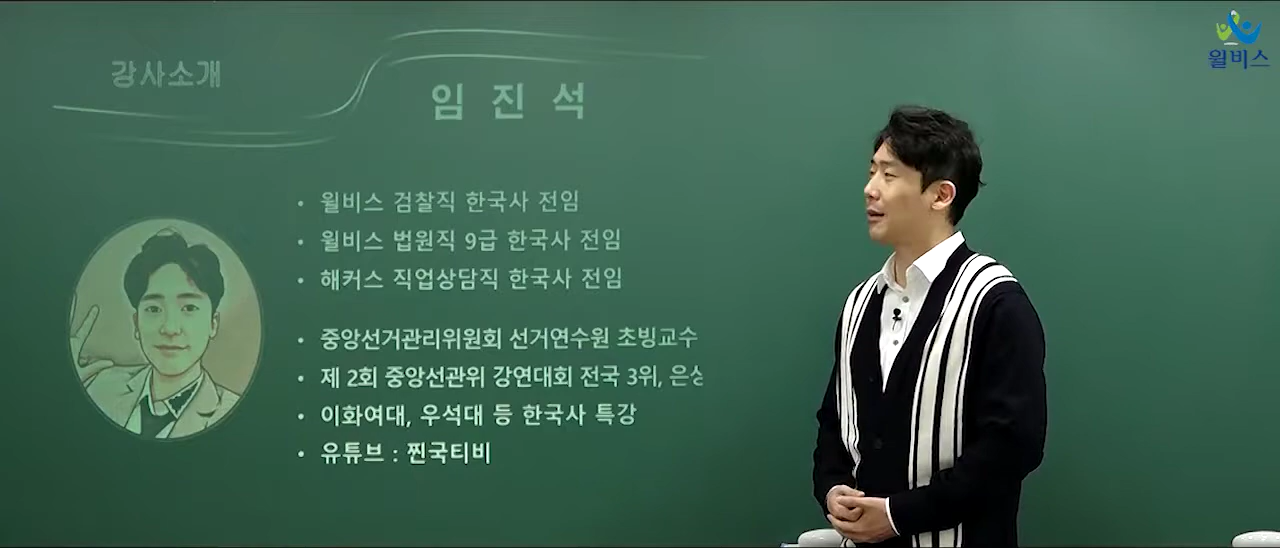 윌비스
강사소개
임 진 석
• 윌비스 검찰직 한국사 전임
• 윌비스 법원직 9급 한국사 전임
• 해커스 직업상담직 한국사 전임
• 중앙선거관리위원회 선거연수원 초빙교수
• 제 2회 중앙선관위 강연대회 전국 3위, 은상
• 이화여대, 우석대 등 한국사 특강
• 유튜브 : 찐국티비